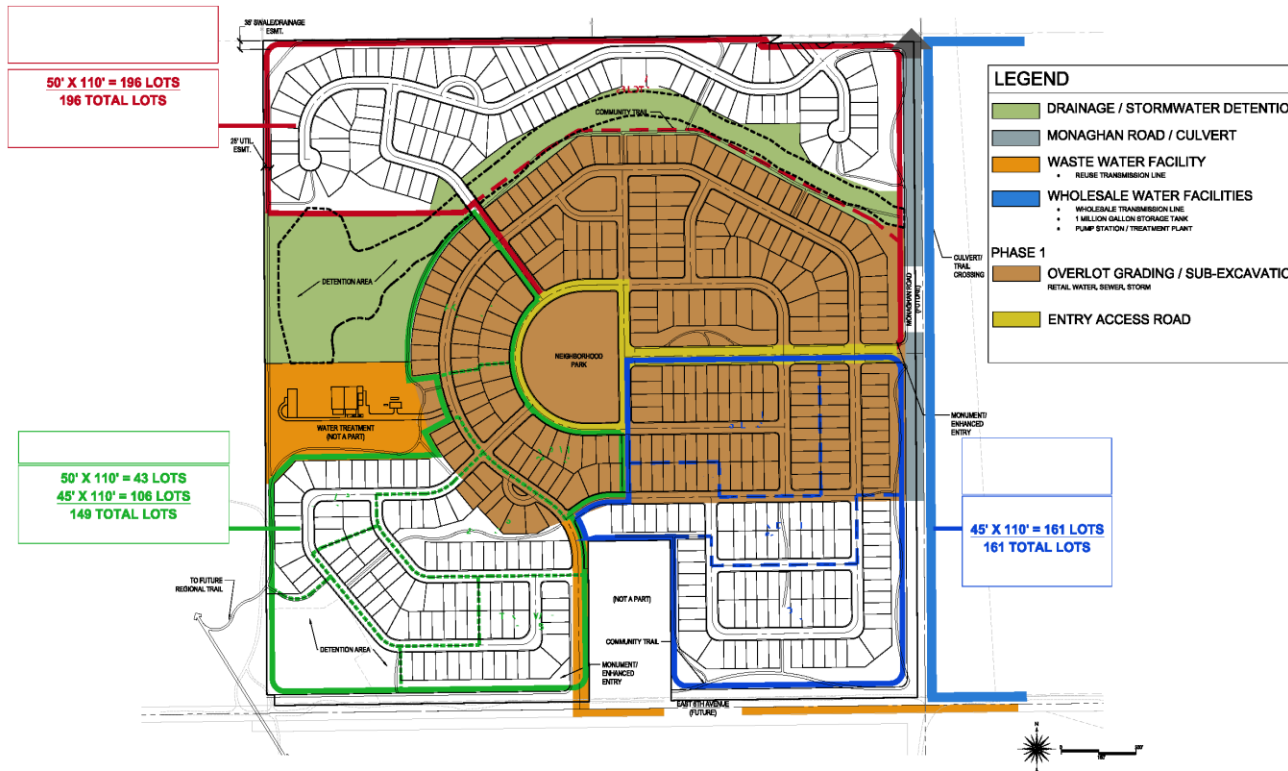 38' SWALE/DRAINAGE
ESMT.
50' X 110' = 196 LOTS
196 TOTAL LOTS
25' UTIL
ESMT.
COMMUNITY TRAIL
DETENTION AREA
NEIGHBORHOOD
PARK
MONAGHAN ROAD
(FUTURE)
CULVERT/
TRAIL
CROSSING
WATER TREATMENT
(NOT A PART)
MONUMENT/
ENHANCED
ENTRY
50' X 110' = 43 LOTS
45' X 110' = 106 LOTS
149 TOTAL LOTS
45' X 110' = 161 LOTS
161 TOTAL LOTS
TO FUTURE
REGIONAL TRAIL
(NOT A PART)
DETENTION AREA
COMMUNITY TRAIL
MONUMENT/
ENHANCED
ENTRY
EAST 6TH AVENUE
(FUTURE)
LEGEND
DRAINAGE / STORMWATER DETENTIO
MONAGHAN ROAD / CULVERT
WASTE WATER FACILITY
• REUSE TRANSMISSION LINE
WHOLESALE WATER FACILITIES
• WHOLESALE TRANSMISSION LINE
• 1 MILLION GALLON STORAGE TANK
• PUMP STATION / TREATMENT PLANT
PHASE 1
OVERLOT GRADING / SUB-EXCAVATIO
RETAIL WATER, SEWER, STORM
ENTRY ACCESS ROAD
N
0